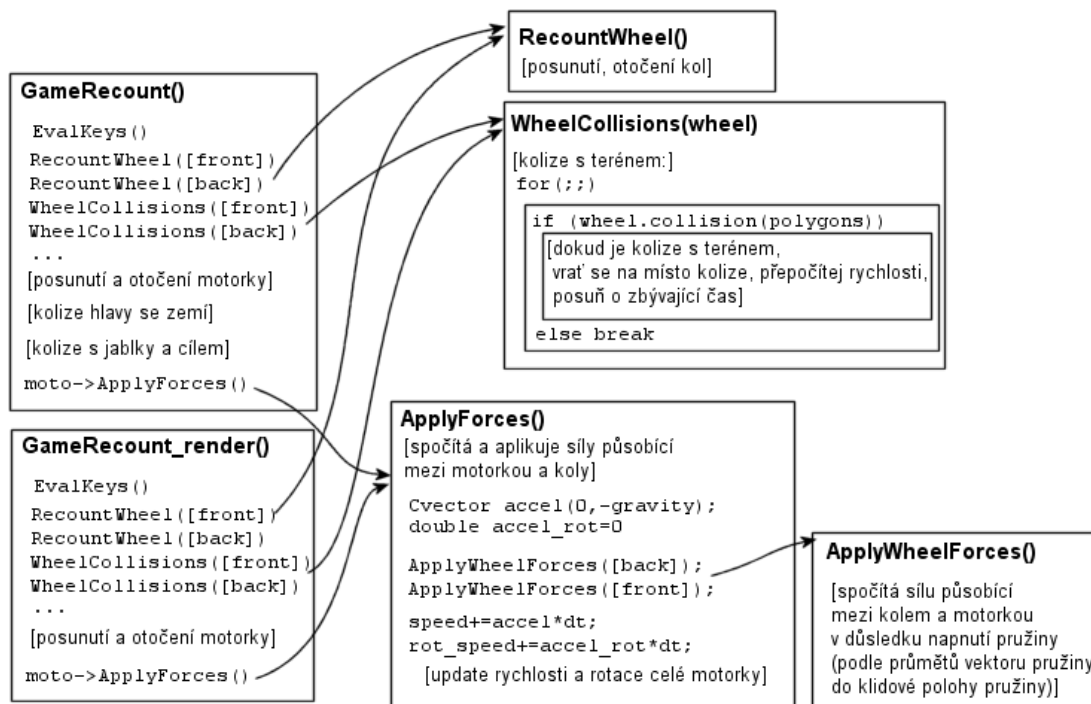 RecountWheel()
[posunutí, otočení kol]
GameRecount()
EvalKeys()
RecountWheel([front])
RecountWheel([back])
WheelCollisions([front])
WheelCollisions([back])
...
[posunutí a otočení motorky]
[kolize hlavy se zemí]
[kolize s jablky a cílem]
moto->ApplyForces()
WheelCollisions(wheel)
[kolize s terénem:]
for(;;)
if (wheel.collision(polygons))
[dokud je kolize s terénem,
vrať se na místo kolize, přepočítej rychlosti,
posuň o zbývající čas]
else break
GameRecount_render()
EvalKeys()
RecountWheel([front])
RecountWheel([back])
WheelCollisions([front])
WheelCollisions([back])
...
[posunutí a otočení motorky]
moto->ApplyForces()
ApplyForces()
[spočítá a aplikuje síly působící
mezi motorkou a koly]
Cvector accel(0,-gravity);
double accel_rot=0
ApplyWheelForces([back]);
ApplyWheelForces([front]);
speed+=accel*dt;
rot_speed+=accel_rot*dt;
[update rychlosti a rotace celé motorky]
ApplyWheelForces()
[spočítá sílu působící
mezi kolem a motorkou
v důsledku napnutí pružiny
(podle průmětů vektoru pružiny
do klidové polohy pružiny)]